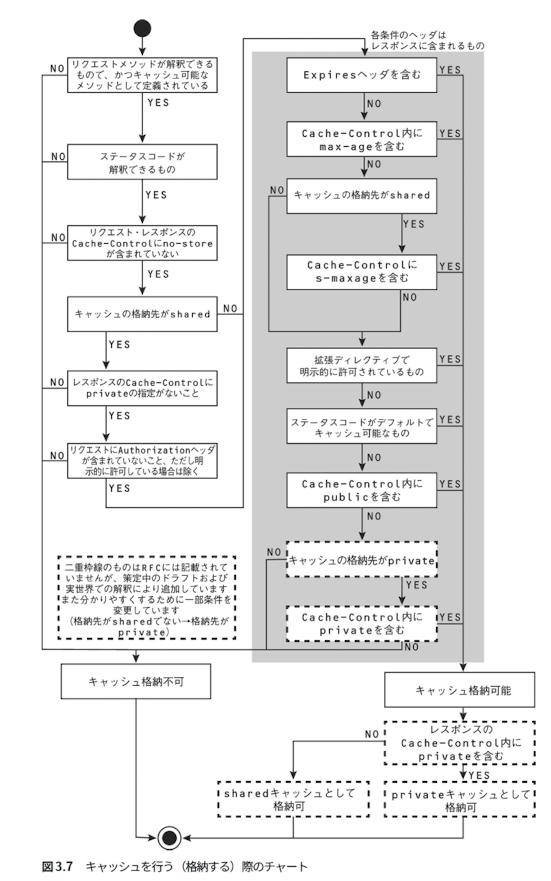 各条件のヘッダは
レスポンスに含まれるもの
リクエストメソッドが解釈できる
もので、かつキャッシュ可能な
メソッドとして定義されている
NO
YES
ステータスコードが
解釈できるもの
NO
YES
リクエスト・レスポンスの
Cache-Controlにno-store
が含まれていない
NO
YES
キャッシュの格納先がshared
NO
YES
レスポンスのCache-Controlに
privateの指定がないこと
NO
YES
リクエストにAuthorizationヘッダ
が含まれていないこと、ただし明
示的に許可している場合は除く
NO
YES
Expiresヘッダを含む
YES
NO
Cache-Control内に
max-ageを含む
YES
NO
キャッシュの格納先がshared
NO
YES
Cache-Controlに
s-maxageを含む
YES
NO
拡張ディレクティブで
明示的に許可されているもの
YES
NO
ステータスコードがデフォルトで
キャッシュ可能なもの
YES
NO
Cache-Control内に
publicを含む
YES
NO
キャッシュの格納先がprivate
NO
YES
Cache-Control内に
privateを含む
YES
NO
二重枠線のものはRFCには記載されて
いませんが、策定中のドラフトおよび
実世界での解釈により追加しています
また分かりやすくするために一部条件を
変更しています
(格納先がsharedでない→格納先が
private)
キャッシュ格納不可
キャッシュ格納可能
レスポンスの
Cache-Control内に
privateを含む
NO
YES
sharedキャッシュとして
格納可
privateキャッシュとして
格納可
図3.7 キャッシュを行う(格納する)際のチャート